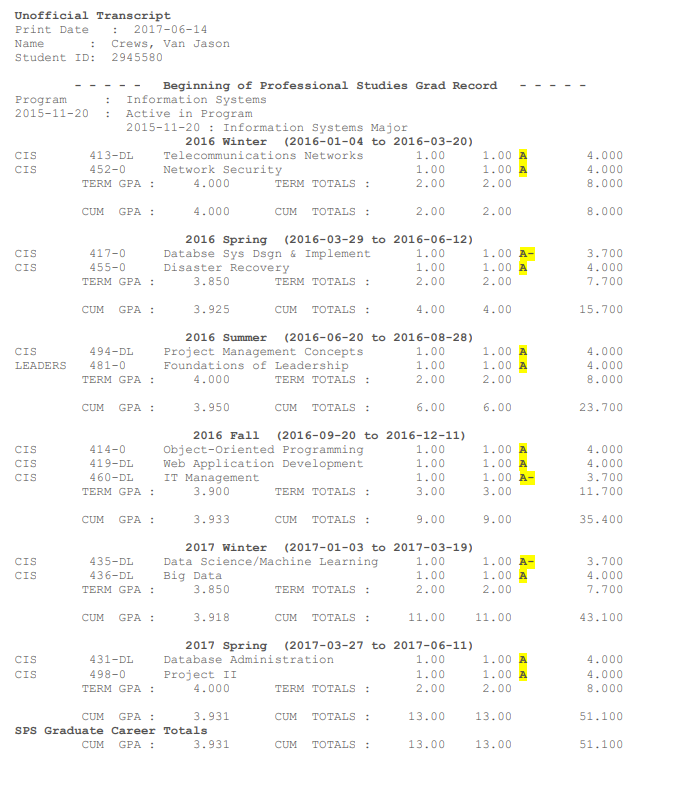 Unofficial Transcript
Print Date : 2017-06-14
Name : Crews, Van Jason
Student ID: 2945580
- - - - - Beginning of Professional Studies Grad Record - - - - -
Program : Information Systems
2015-11-20 : Active in Program
2015-11-20 : Information Systems Major
2016 Winter (2016-01-04 to 2016-03-20)
CIS 413-DL Telecommunications Networks 1.00 1.00 A 4.000
CIS 452-0 Network Security 1.00 1.00 A 4.000
TERM GPA : 4.000 TERM TOTALS : 2.00 2.00 8.000
CUM GPA : 4.000 CUM TOTALS : 2.00 2.00 8.000
2016 Spring (2016-03-29 to 2016-06-12)
CIS 417-0 Databse Sys Dsgn & Implement 1.00 1.00 A- 3.700
CIS 455-0 Disaster Recovery 1.00 1.00 A 4.000
TERM GPA : 3.850 TERM TOTALS : 2.00 2.00 7.700
CUM GPA : 3.925 CUM TOTALS : 4.00 4.00 15.700
2016 Summer (2016-06-20 to 2016-08-28)
CIS 494-DL Project Management Concepts 1.00 1.00 A 4.000
LEADERS 481-0 Foundations of Leadership 1.00 1.00 A 4.000
TERM GPA : 4.000 TERM TOTALS : 2.00 2.00 8.000
CUM GPA : 3.950 CUM TOTALS : 6.00 6.00 23.700
2016 Fall (2016-09-20 to 2016-12-11)
CIS 414-0 Object-Oriented Programming 1.00 1.00 A 4.000
CIS 419-DL Web Application Development 1.00 1.00 A 4.000
CIS 460-DL IT Management 1.00 1.00 A- 3.700
TERM GPA : 3.900 TERM TOTALS : 3.00 3.00 11.700
CUM GPA : 3.933 CUM TOTALS : 9.00 9.00 35.400
2017 Winter (2017-01-03 to 2017-03-19)
CIS 435-DL Data Science/Machine Learning 1.00 1.00 A- 3.700
CIS 436-DL Big Data 1.00 1.00 A 4.000
TERM GPA : 3.850 TERM TOTALS : 2.00 2.00 7.700
CUM GPA : 3.918 CUM TOTALS : 11.00 11.00 43.100
2017 Spring (2017-03-27 to 2017-06-11)
CIS 431-DL Database Administration 1.00 1.00 A 4.000
CIS 498-0 Project II 1.00 1.00 A 4.000
TERM GPA : 4.000 TERM TOTALS : 2.00 2.00 8.000
CUM GPA : 3.931 CUM TOTALS : 13.00 13.00 51.100
SPS Graduate Career Totals
CUM GPA : 3.931 CUM TOTALS : 13.00 13.00 51.100